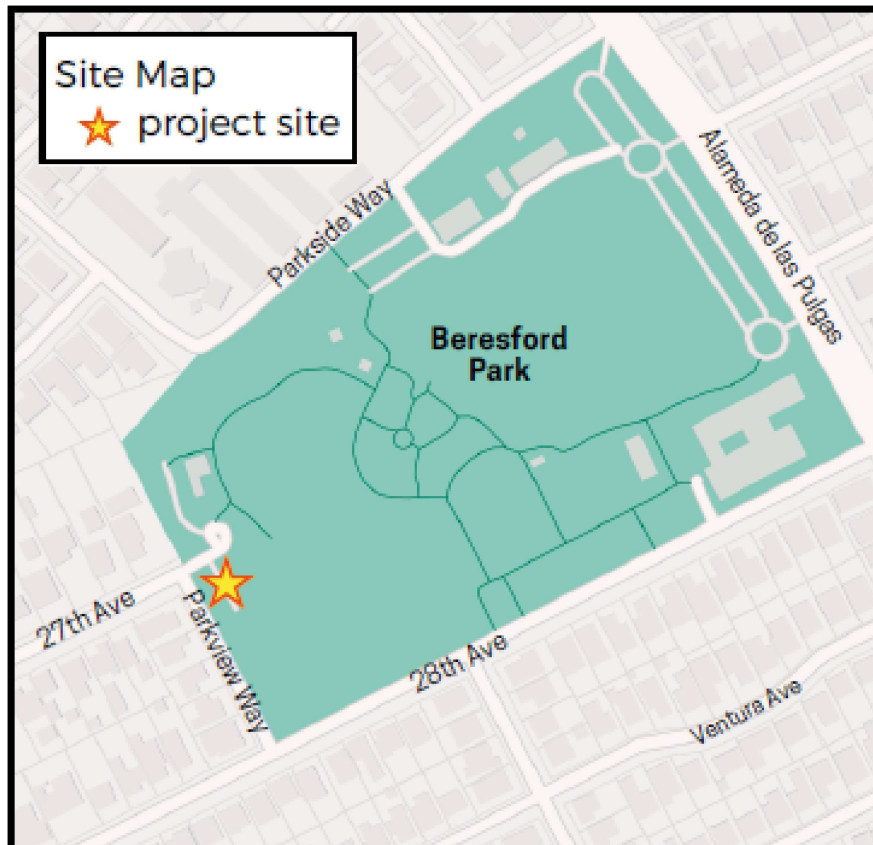 Site Map
project site
Parkside Way
Alameda de las Pulgas
Beresford
Park
27th Ave
Parkview Way
28th Ave
Ventura Ave